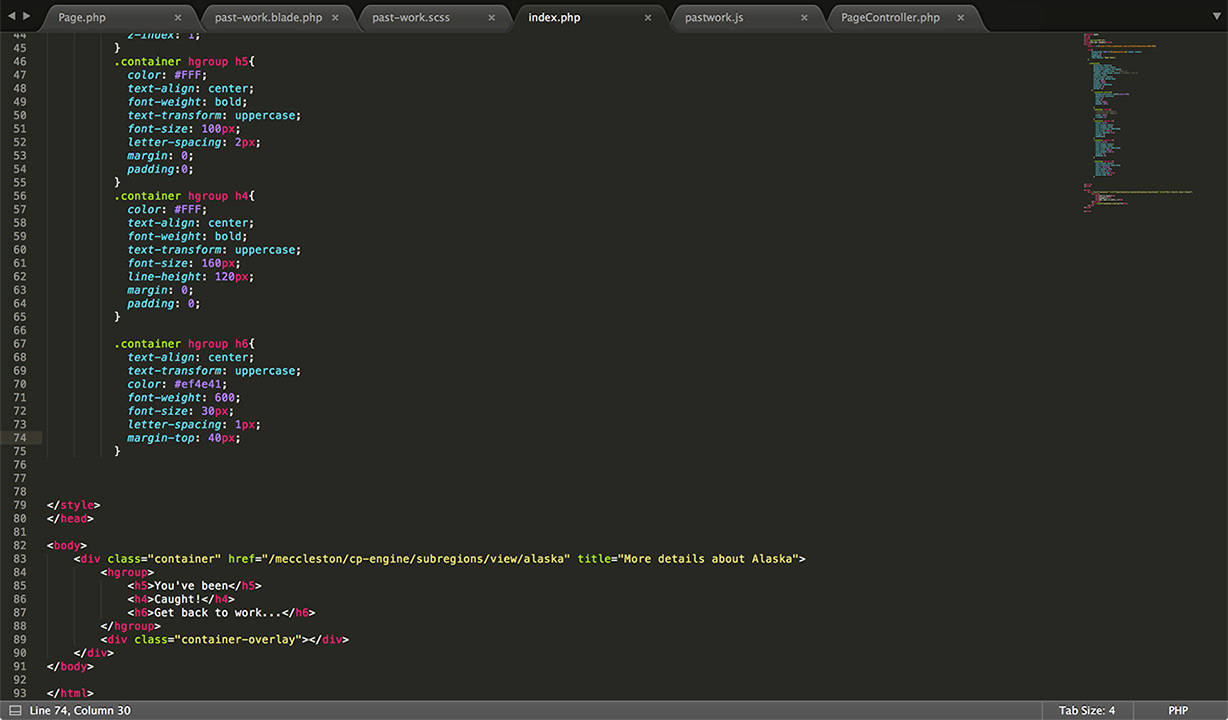 Page.php × past-work.blade.php × past-work.scss × index.php × pastwork.js × PageController.php ×
44 z-index: 1;
45 }
46 .container hgroup h5{
47 color: #FFF;
48 text-align: center;
49 font-weight: bold;
50 text-transform: uppercase;
51 font-size: 100px;
52 letter-spacing: 2px;
53 margin: 0;
54 padding:0;
55 }
56 .container hgroup h4{
57 color: #FFF;
58 text-align: center;
59 font-weight: bold;
60 text-transform: uppercase;
61 font-size: 160px;
62 line-height: 120px;
63 margin: 0;
64 padding: 0;
65 }
66
67 .container hgroup h6{
68 text-align: center;
69 text-transform: uppercase;
70 color: #ef4e41;
71 font-weight: 600;
72 font-size: 30px;
73 letter-spacing: 1px;
74 margin-top: 40px;
75 }
76
77
78
79 </style>
80 </head>
81
82 <body>
83 <div class="container" href="/meccleston/cp-engine/subregions/view/alaska" title="More details about Alaska">
84 <hgroup>
85 <h5>You've been</h5>
86 <h4>Caught!</h4>
87 <h6>Get back to work...</h6>
88 </hgroup>
89 <div class="container-overlay"></div>
90 </div>
91 </body>
92
93 </html>
Line 74, Column 30 Tab Size: 4 PHP